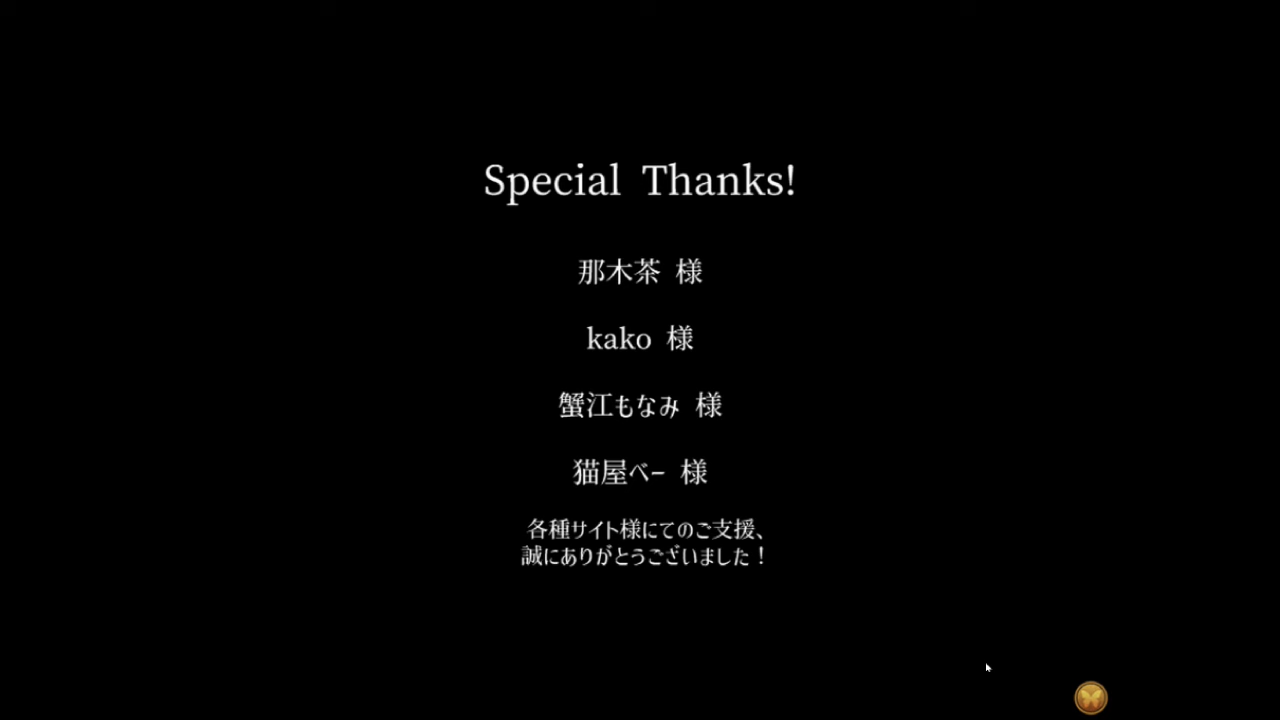 Special Thanks!
那木茶 様
kako 様
蟹江もなみ 様
猫屋べー 様
各種サイト様にてのご支援、
誠にありがとうございました！